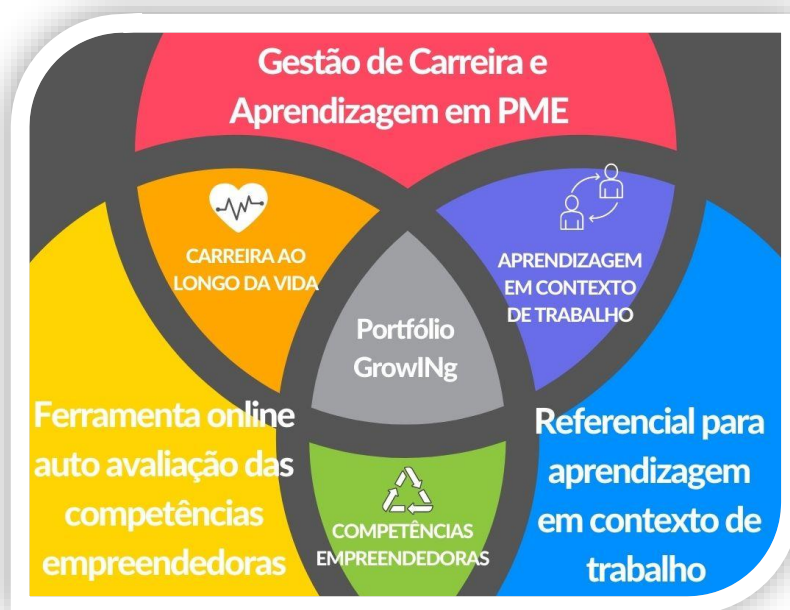 Gestão de Carreira e
Aprendizagem em PME
CARREIRA AO
LONGO DA VIDA
APRENDIZAGEM
EM CONTEXTO
DE TRABALHO
Portfólio
GrowINg
Ferramenta online
auto avaliação das
competências
empreendedoras
Referencial para
aprendizagem
em contexto de
trabalho
COMPETÊNCIAS
EMPREENDEDORAS